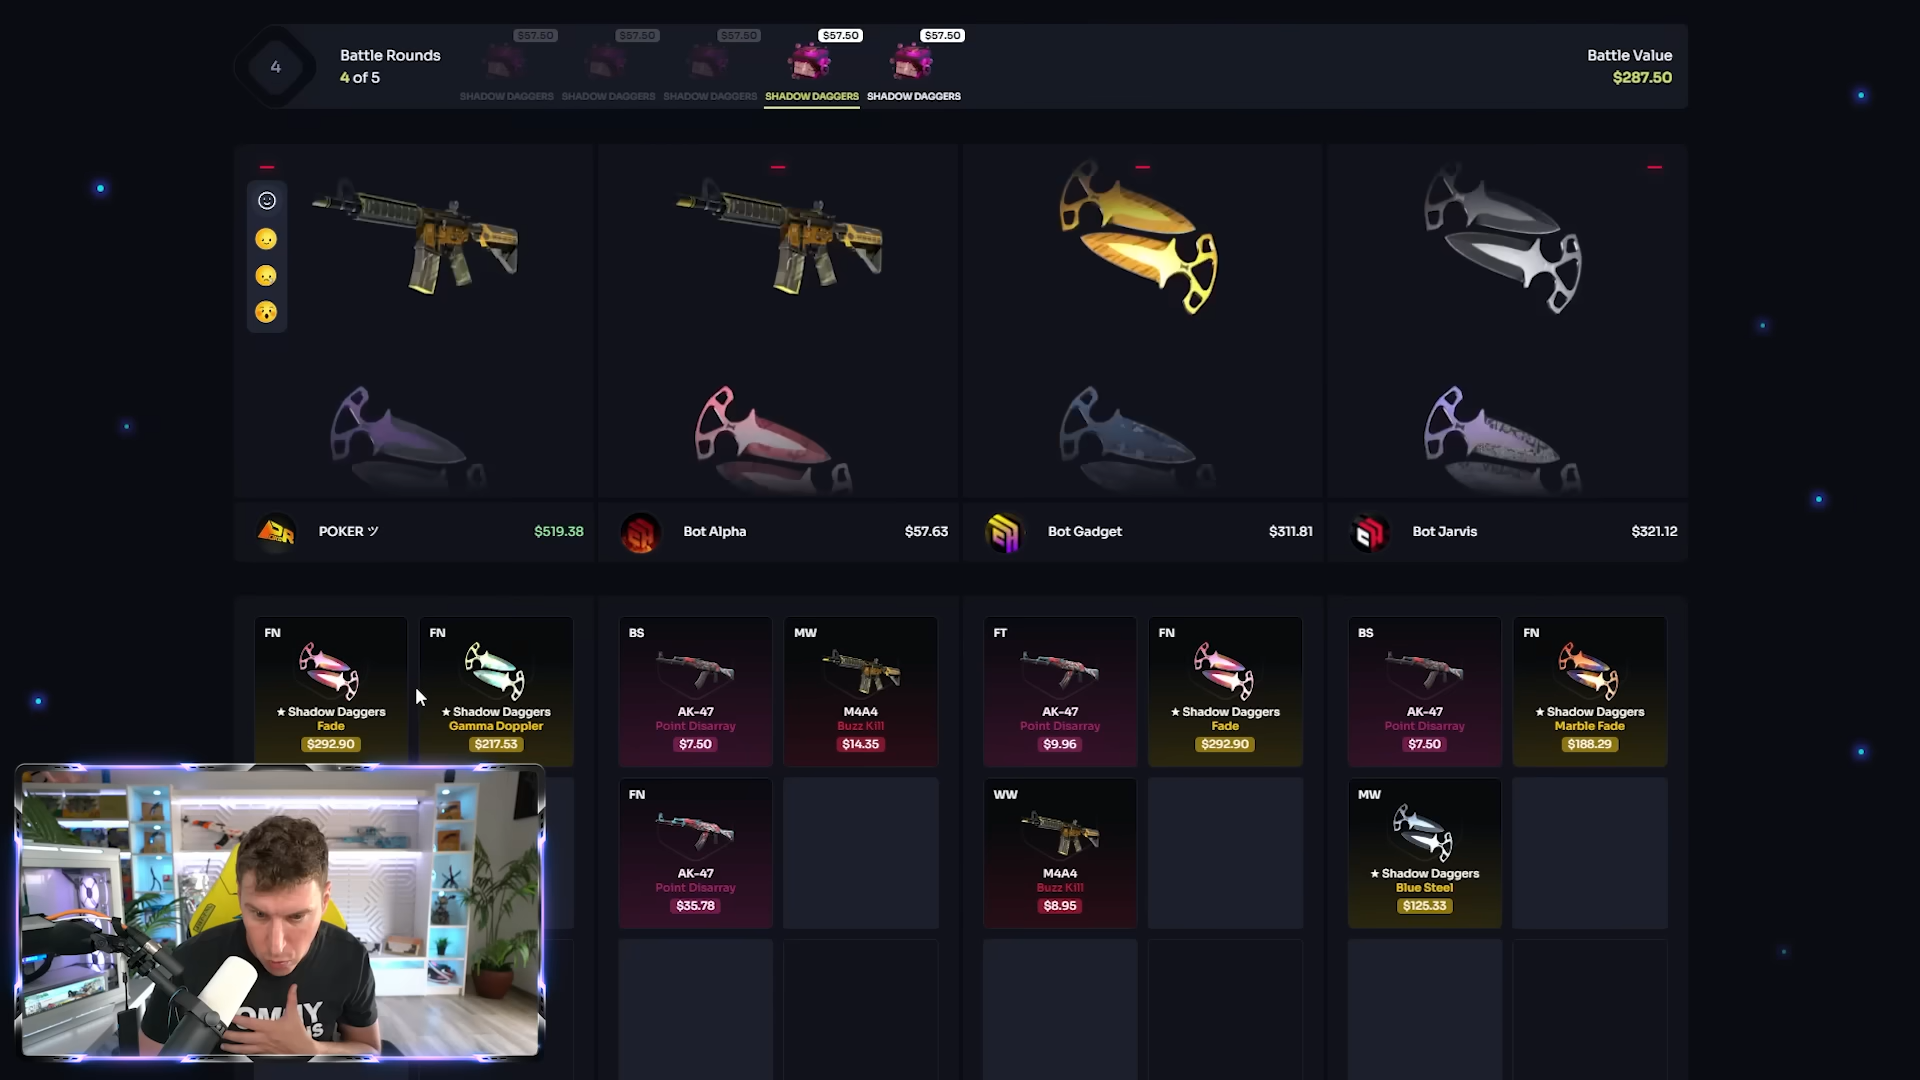 4
Battle Rounds
4 of 5
$57.50
$57.50
$57.50
$57.50
$57.50
SHADOW DAGGERS
SHADOW DAGGERS
SHADOW DAGGERS
SHADOW DAGGERS
SHADOW DAGGERS
Battle Value
$287.50
POKER ツ
$519.38
Bot Alpha
$57.63
Bot Gadget
$311.81
Bot Jarvis
$321.12
FN
★ Shadow Daggers
Fade
$292.90
FN
★ Shadow Daggers
Gamma Doppler
$217.53
BS
AK-47
Point Disarray
$7.50
MW
M4A4
Buzz Kill
$14.35
FT
AK-47
Point Disarray
$9.96
FN
★ Shadow Daggers
Fade
$292.90
BS
AK-47
Point Disarray
$7.50
FN
★ Shadow Daggers
Marble Fade
$188.29
FN
AK-47
Point Disarray
$35.78
WW
M4A4
Buzz Kill
$8.95
MW
★ Shadow Daggers
Blue Steel
$125.33